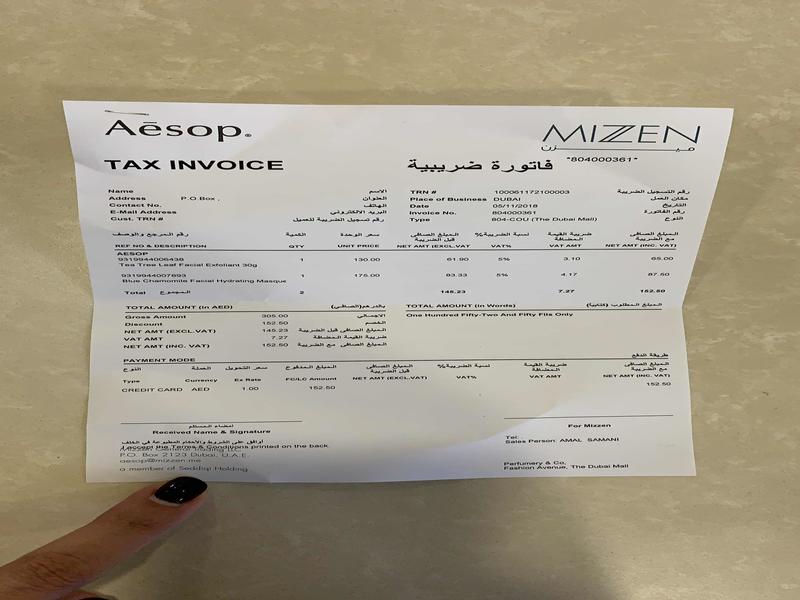 Aēsop®
MIZZEN
ميزن
TAX INVOICE
فاتورة ضريبية
"804000361"
Name الاسم
Address P.O.Box , العنوان
Contact No. الهاتف
E-Mail Address البريد الالكتروني
Cust. TRN # رقم تسجيل الضريبة للعميل
TRN # 100061172100003 رقم التسجيل الضريبية
Place of Business DUBAI مكان العمل
Date 05/11/2018 التاريخ
Invoice No. 804000361 رقم الفاتورة
Type 804-COU (The Dubai Mall) النوع
رقم المرجع والوصف الكمية سعر الوحدة المبلغ الصافي قبل الضريبة نسبة الضريبة% ضريبة القيمة المضافة المبلغ الصافي مع الضريبة
REF NO & DESCRIPTION QTY UNIT PRICE NET AMT (EXCL.VAT VAT% VAT AMT NET AMT (INC. VAT)
AESOP
9319944006438 1 130.00 61.90 5% 3.10 65.00
Tea Tree Leaf Facial Exfoliant 30g
9319944007893 1 175.00 83.33 5% 4.17 87.50
Blue Chamomile Facial Hydrating Masque
Total المجموع 2 145.23 7.27 152.50
TOTAL AMOUNT (in AED) بالدرهم(الصافي)
Gross Amount 305.00 الاجمالي
Discount 152.50 الخصم
NET AMT (EXCL.VAT) 145.23 المبلغ الصافي قبل الضريبة
VAT AMT 7.27 ضريبة القيمة المضافة
NET AMT (INC. VAT) 152.50 المبلغ الصافي مع الضريبة
TOTAL AMOUNT (in Words) المبلغ المطلوب (كتابيا)
One Hundred Fifty-Two And Fifty Fils Only
PAYMENT MODE طريقة الدفع
النوع العملة سعر التحويل المبلغ المدفوع المبلغ الصافي قبل الضريبة نسبة الضريبة% ضريبة القيمة المضافة المبلغ الصافي مع الضريبة
Type Currency Ex Rate FC/LC Amount NET AMT (EXCL.VAT) VAT% VAT AMT NET AMT (INC. VAT)
CREDIT CARD AED 1.00 152.50 152.50
إمضاء المستلم
Received Name & Signature
أوافق على الشروط والأحكام المطبوعة في الخلف
I accept the Terms & Conditions printed on the back.
Mizzen General Trading LLC
P.O. Box 2123 Dubai, U.A.E.
aesop@mizzen.me
a member of Seddiqi Holding
For Mizzen
Tel:
Sales Person: AMAL SAMANI
Perfumery & Co,
Fashion Avenue, The Dubai Mall